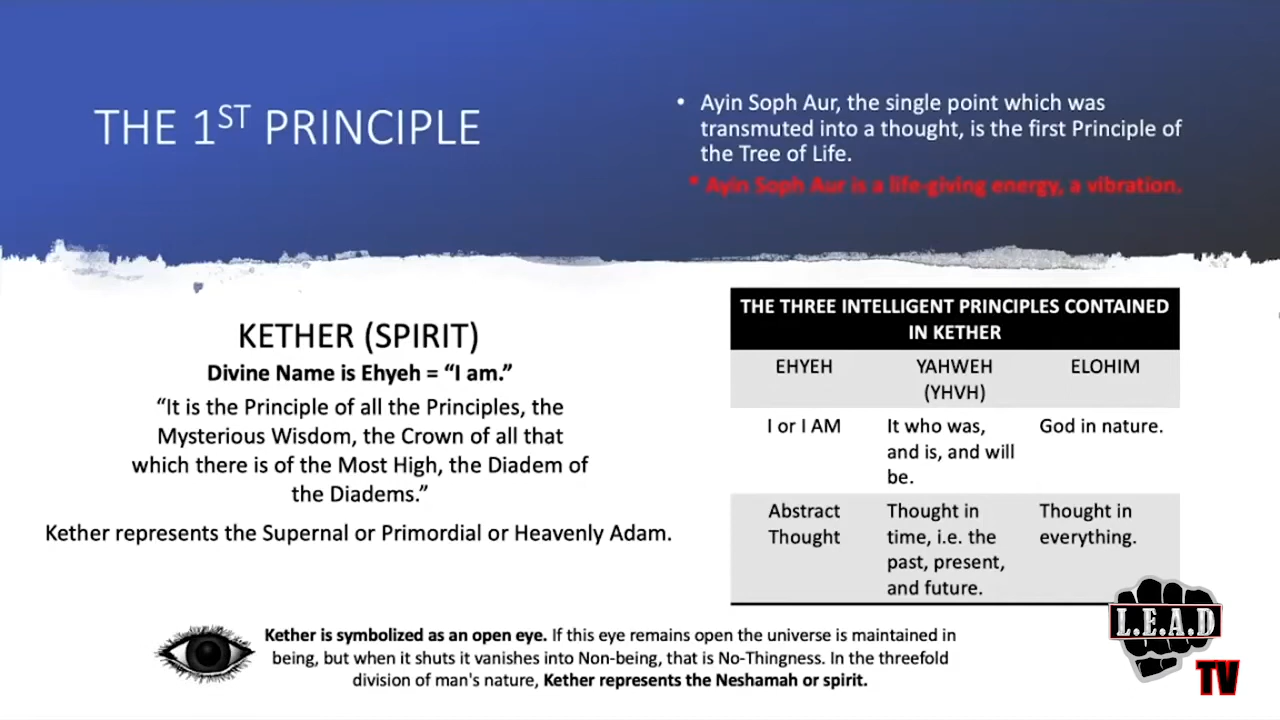 THE 1ST PRINCIPLE
• Ayin Soph Aur, the single point which was
transmuted into a thought, is the first Principle of
the Tree of Life.
* Ayin Soph Aur is a life-giving energy, a vibration.
KETHER (SPIRIT)
Divine Name is Ehyeh = “I am.”
“It is the Principle of all the Principles, the
Mysterious Wisdom, the Crown of all that
which there is of the Most High, the Diadem of
the Diadems.”
Kether represents the Supernal or Primordial or Heavenly Adam.
THE THREE INTELLIGENT PRINCIPLES CONTAINED
IN KETHER
EHYEH YAHWEH ELOHIM
(YHVH)
I or I AM It who was, God in nature.
and is, and will
be.
Abstract Thought in Thought in
Thought time, i.e. the everything.
past, present,
and future.
Kether is symbolized as an open eye. If this eye remains open the universe is maintained in
being, but when it shuts it vanishes into Non-being, that is No-Thingness. In the threefold
division of man's nature, Kether represents the Neshamah or spirit.
L.E.A.D
TV